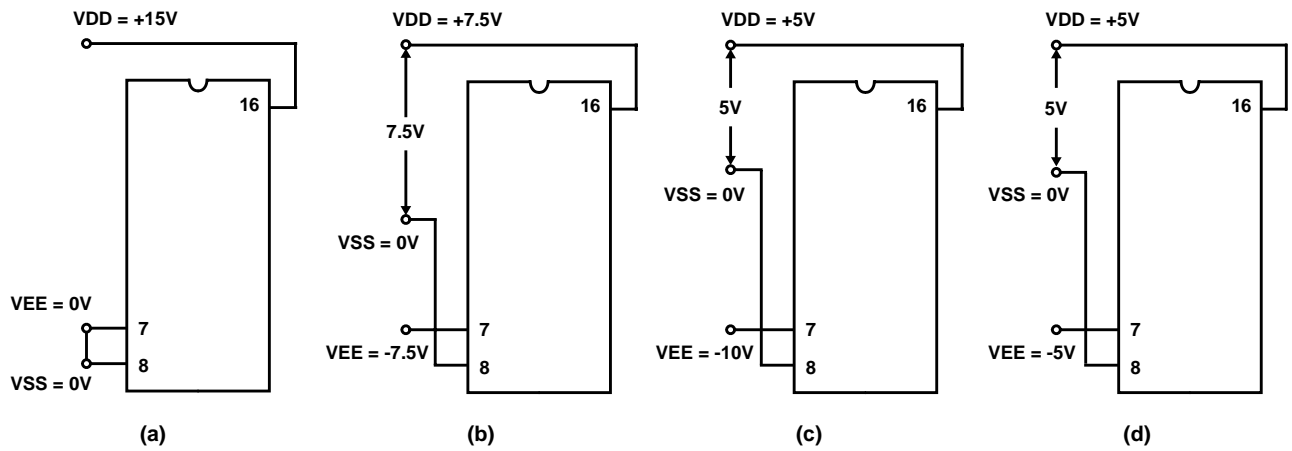 VDD = +15V
16
VEE = 0V
7
8
VSS = 0V
(a)
VDD = +7.5V
7.5V
16
VSS = 0V
7
VEE = -7.5V
8
(b)
VDD = +5V
5V
16
VSS = 0V
7
VEE = -10V
8
(c)
VDD = +5V
5V
16
VSS = 0V
7
VEE = -5V
8
(d)